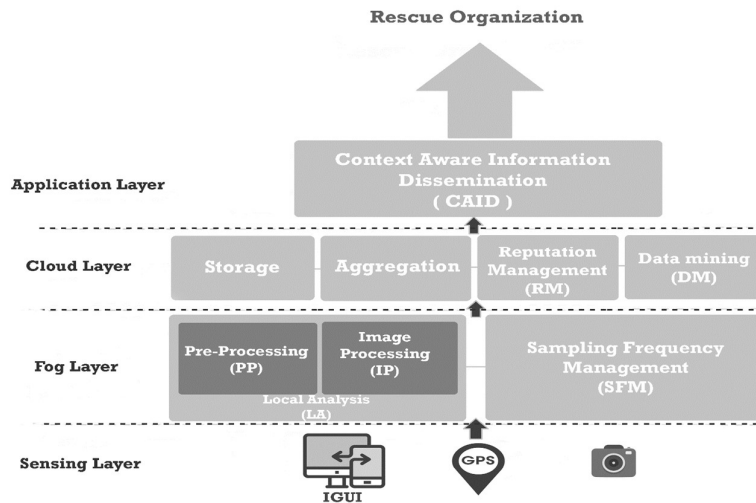 Rescue Organization
Context Aware Information
Dissemination
( CAID )
Application Layer
Cloud Layer
Storage
Aggregation
Reputation
Management
(RM)
Data mining
(DM)
Fog Layer
Pre-Processing
(PP)
Image
Processing
(IP)
Local Analysis
(LA)
Sampling Frequency
Management
(SFM)
Sensing Layer
IGUI
GPS